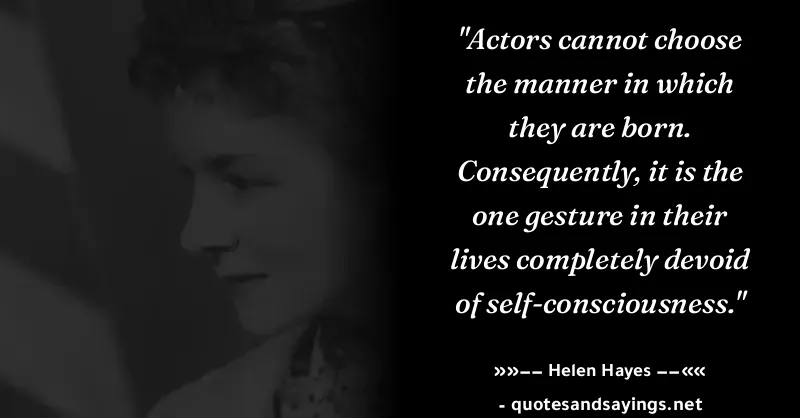 "Actors cannot choose
the manner in which
they are born.
Consequently, it is the
one gesture in their
lives completely devoid
of self-consciousness."
»»−− Helen Hayes −−««
- quotesandsayings.net